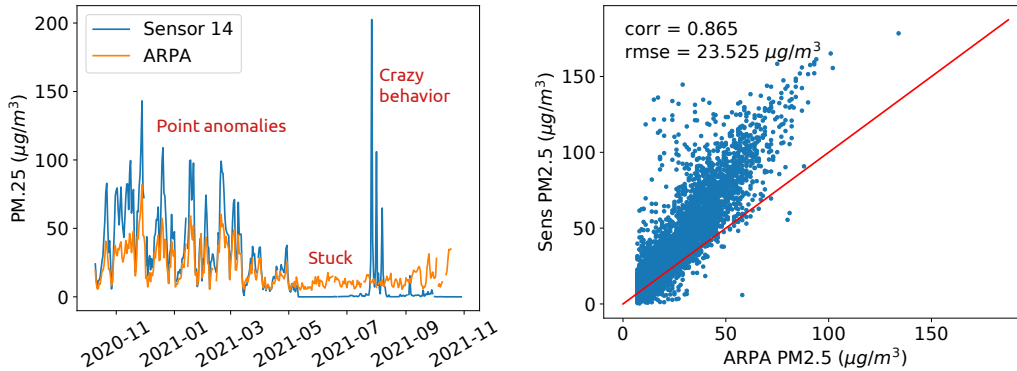 Sensor 14
ARPA
Point anomalies
Crazy
behavior
Stuck
PM.25 (μg/m³)
200
150
100
50
0
2020-11
2021-01
2021-03
2021-05
2021-07
2021-09
2021-11
corr = 0.865
rmse = 23.525 μg/m³
Sens PM2.5 (μg/m³)
150
100
50
0
0
50
100
150
ARPA PM2.5 (μg/m³)